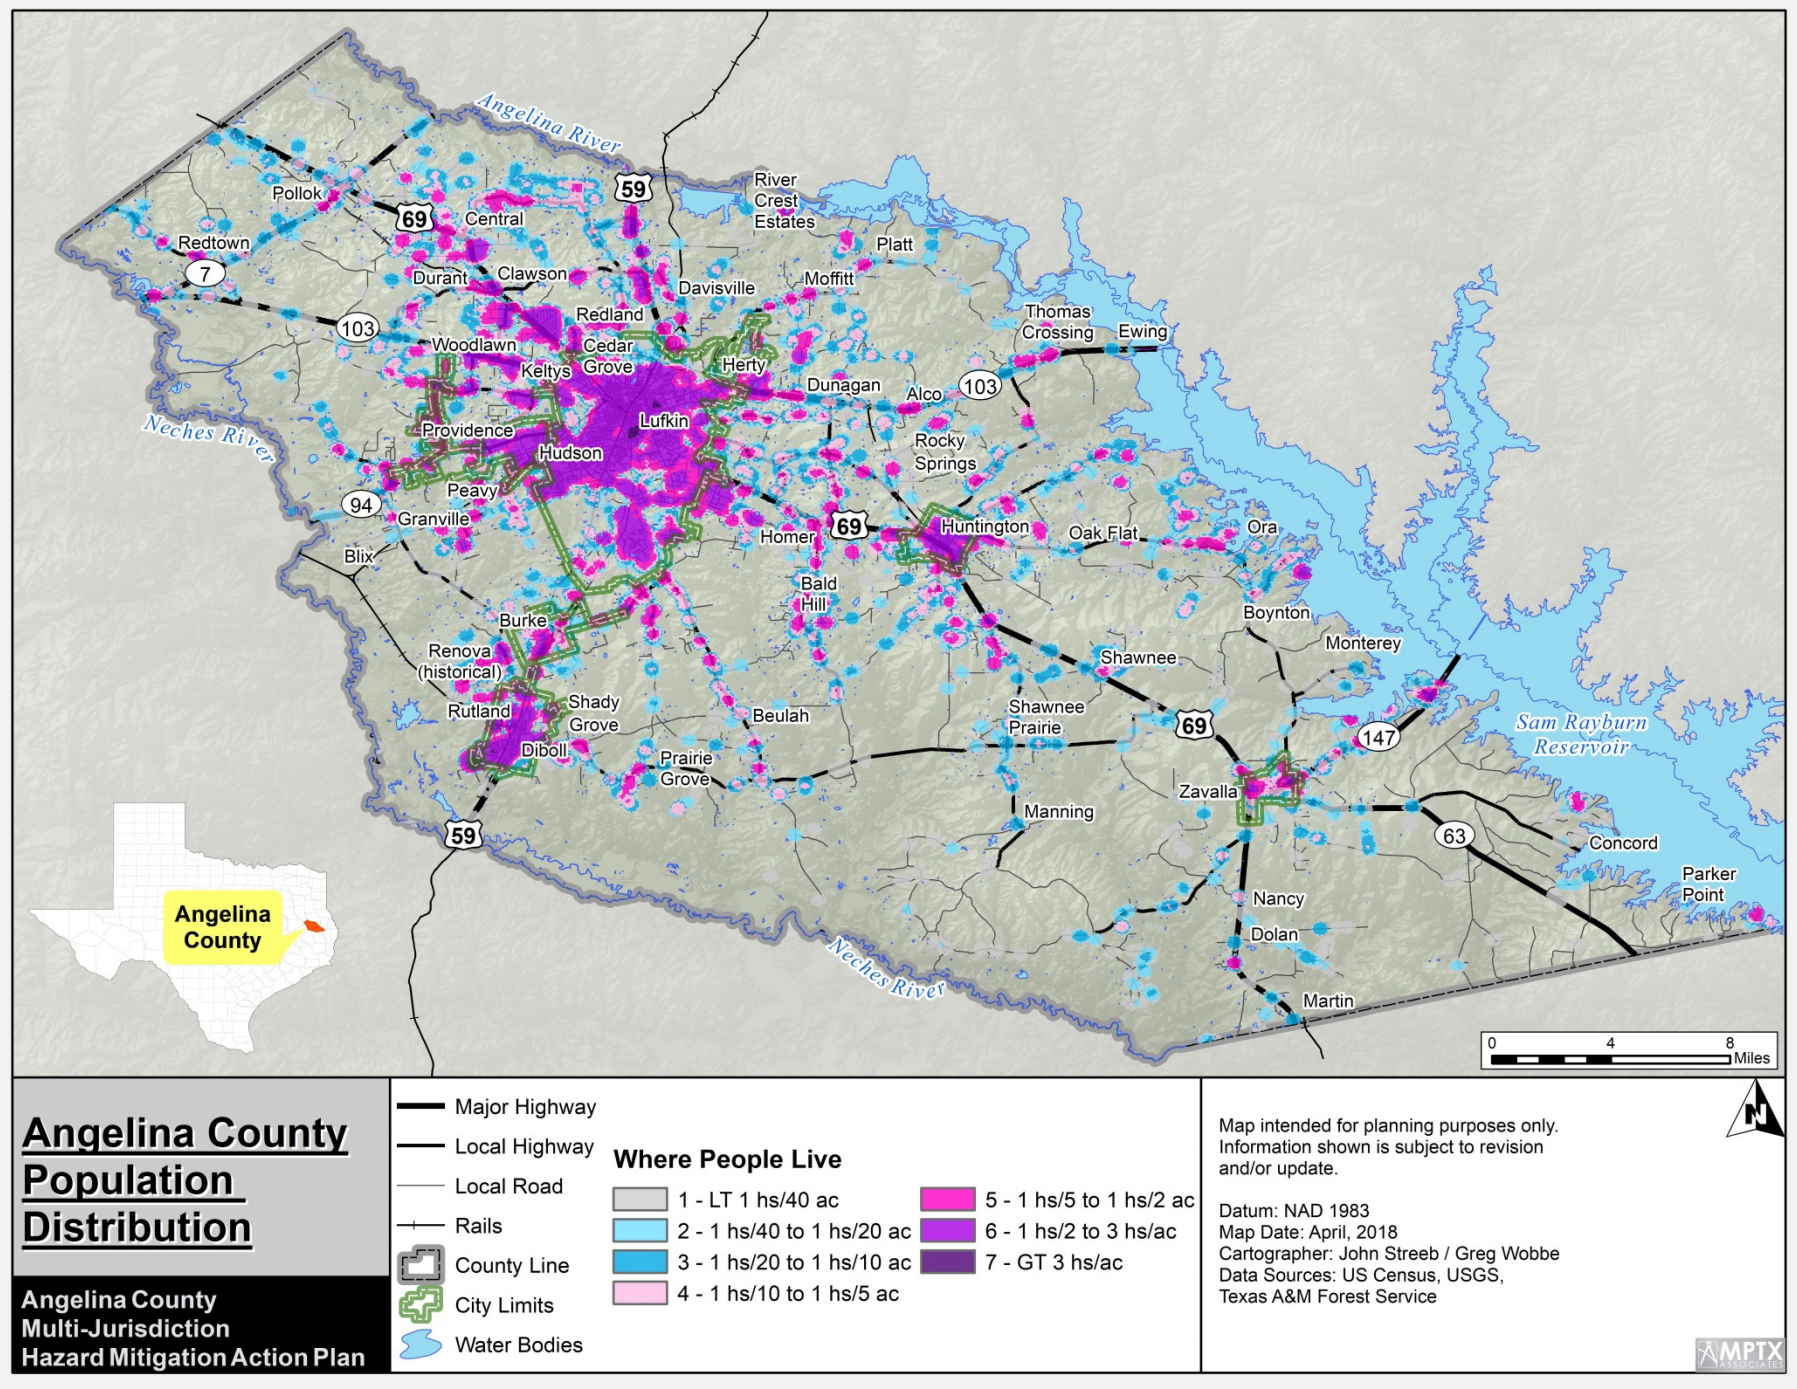 Angelina River
59
River
Crest
Estates
Pollok
69
Central
Platt
Redtown
7
Durant
Clawson
Davisville
Moffitt
103
Redland
Thomas
Crossing
Ewing
Woodlawn
Cedar
Grove
Keltys
Herty
Dunagan
Alco
103
Neches River
Providence
Lufkin
Hudson
Rocky
Springs
Peavy
94
Granville
69
Homer
Huntington
Oak Flat
Ora
Blix
Bald
Hill
Boynton
Burke
Monterey
Renova
(historical)
Shawnee
Rutland
Shady
Grove
Beulah
Shawnee
Prairie
69
147
Sam Rayburn
Reservoir
Diboll
Prairie
Grove
Zavalla
Manning
59
63
Concord
Parker
Point
Nancy
Dolan
Neches River
Martin
Angelina
County
0 4 8
Miles
Angelina County
Population
Distribution
Angelina County
Multi-Jurisdiction
Hazard Mitigation Action Plan
Major Highway
Local Highway
Local Road
Rails
County Line
City Limits
Water Bodies
Where People Live
1 - LT 1 hs/40 ac
2 - 1 hs/40 to 1 hs/20 ac
3 - 1 hs/20 to 1 hs/10 ac
4 - 1 hs/10 to 1 hs/5 ac
5 - 1 hs/5 to 1 hs/2 ac
6 - 1 hs/2 to 3 hs/ac
7 - GT 3 hs/ac
Map intended for planning purposes only.
Information shown is subject to revision
and/or update.
Datum: NAD 1983
Map Date: April, 2018
Cartographer: John Streeb / Greg Wobbe
Data Sources: US Census, USGS,
Texas A&M Forest Service
N
MPTX
ASSOCIATES